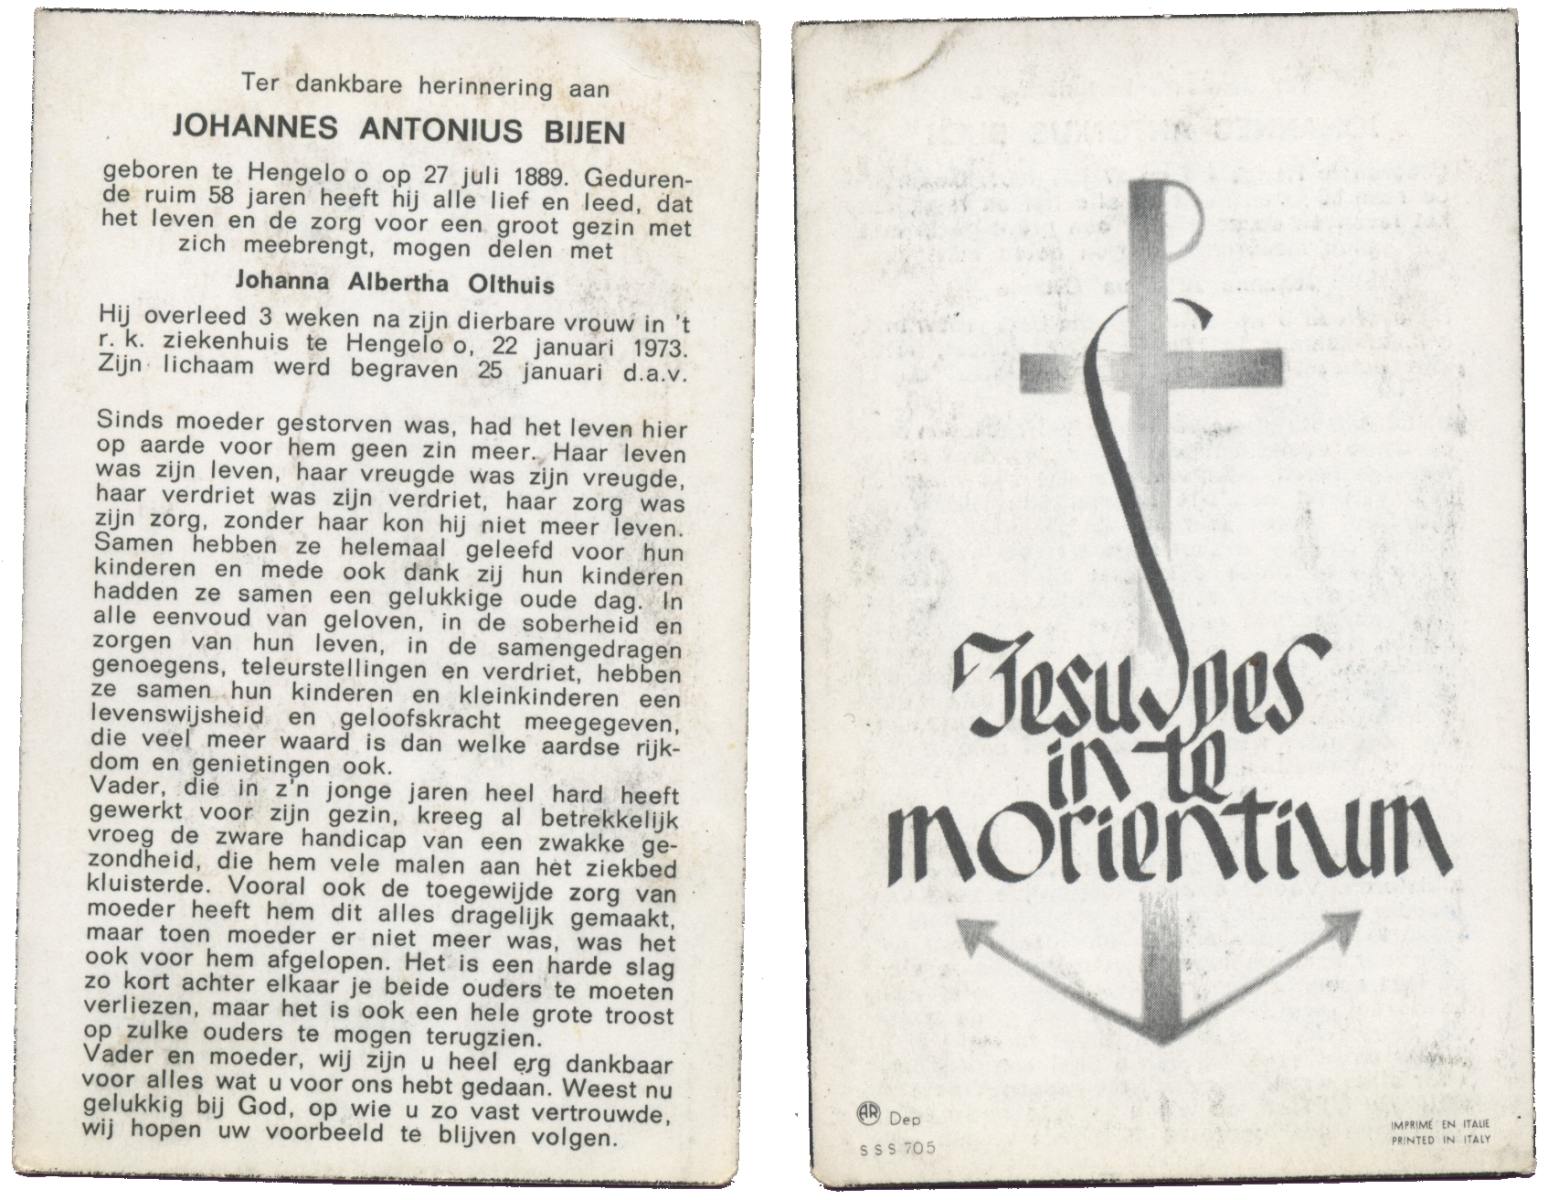 Ter dankbare herinnering aan
JOHANNES ANTONIUS BIJEN
geboren te Hengelo o op 27 juli 1889. Geduren-
de ruim 58 jaren heeft hij alle lief en leed, dat
het leven en de zorg voor een groot gezin met
zich meebrengt, mogen delen met
Johanna Albertha Olthuis
Hij overleed 3 weken na zijn dierbare vrouw in 't
r. k. ziekenhuis te Hengelo o, 22 januari 1973.
Zijn lichaam werd begraven 25 januari d.a.v.
Sinds moeder gestorven was, had het leven hier
op aarde voor hem geen zin meer. Haar leven
was zijn leven, haar vreugde was zijn vreugde,
haar verdriet was zijn verdriet, haar zorg was
zijn zorg, zonder haar kon hij niet meer leven.
Samen hebben ze helemaal geleefd voor hun
kinderen en mede ook dank zij hun kinderen
hadden ze samen een gelukkige oude dag. In
alle eenvoud van geloven, in de soberheid en
zorgen van hun leven, in de samengedragen
genoegens, teleurstellingen en verdriet, hebben
ze samen hun kinderen en kleinkinderen een
levenswijsheid en geloofskracht meegegeven,
die veel meer waard is dan welke aardse rijk-
dom en genietingen ook.
Vader, die in z'n jonge jaren heel hard heeft
gewerkt voor zijn gezin, kreeg al betrekkelijk
vroeg de zware handicap van een zwakke ge-
zondheid, die hem vele malen aan het ziekbed
kluisterde. Vooral ook de toegewijde zorg van
moeder heeft hem dit alles dragelijk gemaakt,
maar toen moeder er niet meer was, was het
ook voor hem afgelopen. Het is een harde slag
zo kort achter elkaar je beide ouders te moeten
verliezen, maar het is ook een hele grote troost
op zulke ouders te mogen terugzien.
Vader en moeder, wij zijn u heel erg dankbaar
voor alles wat u voor ons hebt gedaan. Weest nu
gelukkig bij God, op wie u zo vast vertrouwde,
wij hopen uw voorbeeld te blijven volgen.
Jesu spes
in te
morientium
AR Dep
SSS 705
IMPRIMÉ EN ITALIE
PRINTED IN ITALY